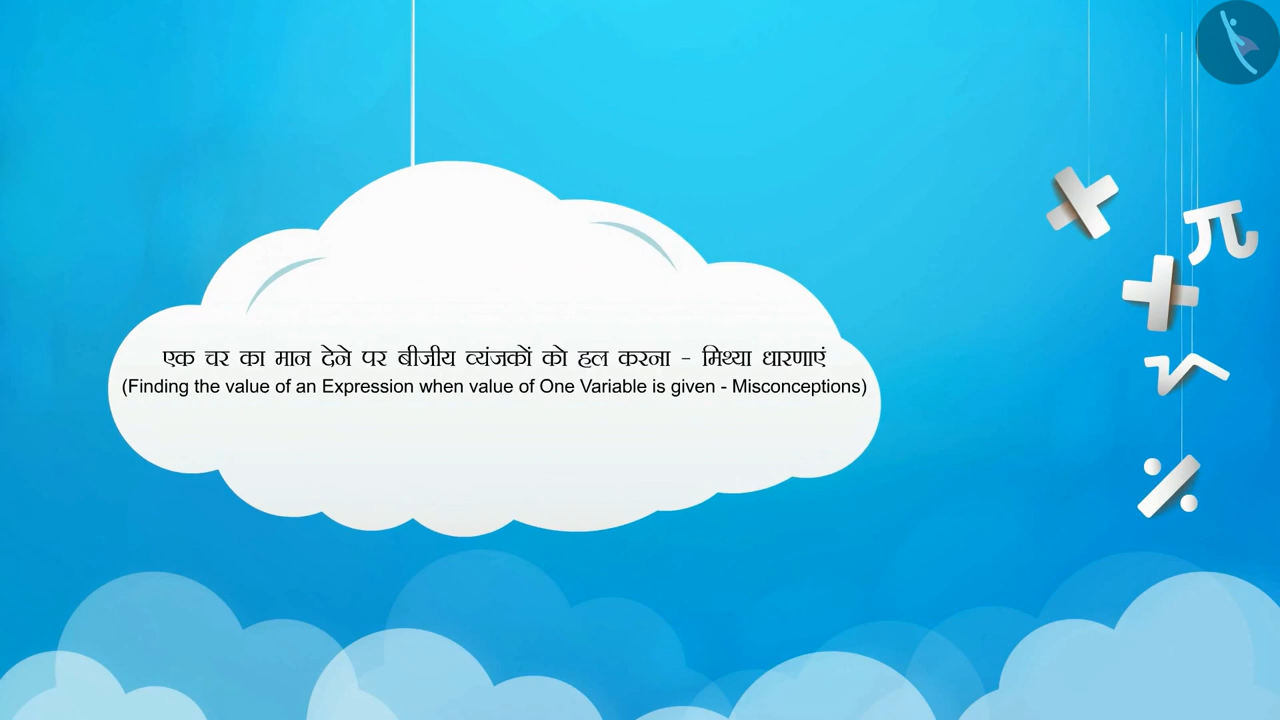 एक चर का मान देने पर बीजीय व्यंजकों को हल करना - मिथ्या धारणाएं
(Finding the value of an Expression when value of One Variable is given - Misconceptions)